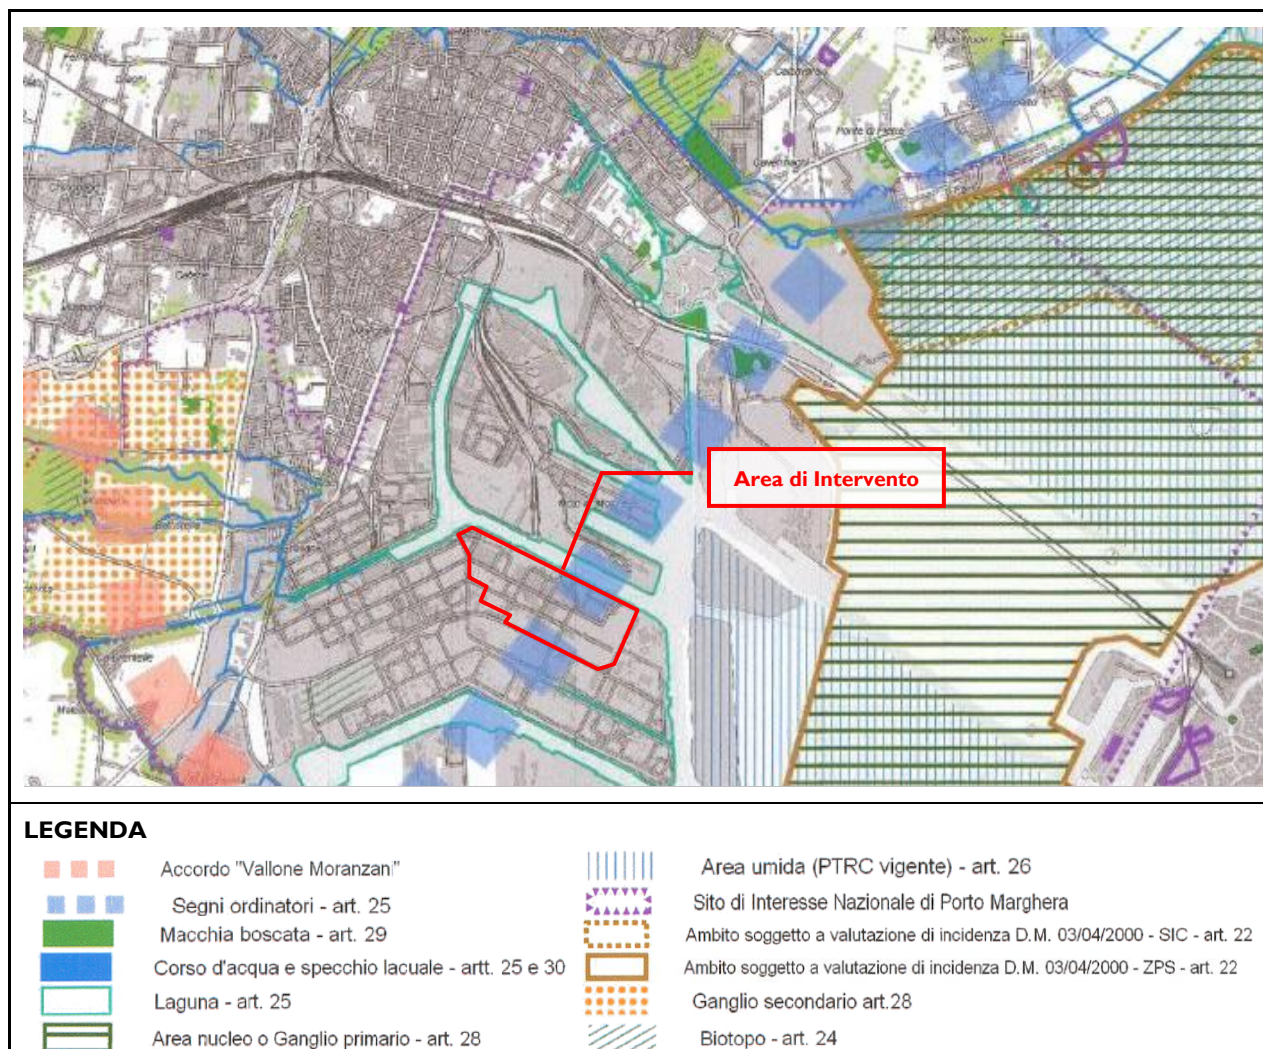 Area di Intervento
LEGENDA
Accordo "Vallone Moranzani"
Segni ordinatori - art. 25
Macchia boscata - art. 29
Corso d'acqua e specchio lacuale - artt. 25 e 30
Laguna - art. 25
Area nucleo o Ganglio primario - art. 28
Area umida (PTRC vigente) - art. 26
Sito di Interesse Nazionale di Porto Marghera
Ambito soggetto a valutazione di incidenza D.M. 03/04/2000 - SIC - art. 22
Ambito soggetto a valutazione di incidenza D.M. 03/04/2000 - ZPS - art. 22
Ganglio secondario art.28
Biotopo - art. 24